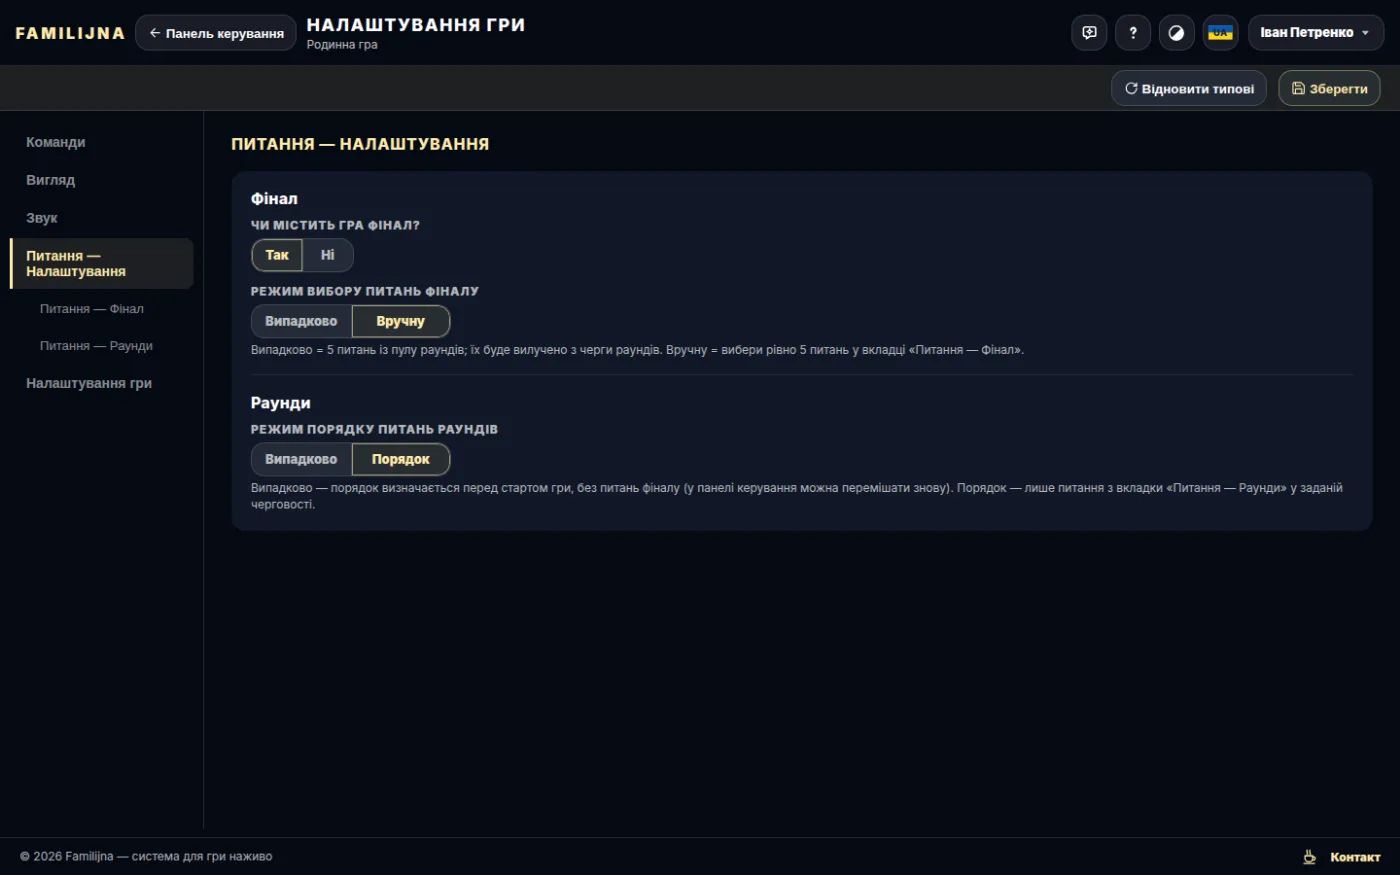 FAMILIJNA
← Панель керування
НАЛАШТУВАННЯ ГРИ
Родинна гра
?
UA
Іван Петренко
Відновити типові
Зберегти
Команди
Вигляд
Звук
Питання —
Налаштування
Питання — Фінал
Питання — Раунди
Налаштування гри
ПИТАННЯ — НАЛАШТУВАННЯ
Фінал
ЧИ МІСТИТЬ ГРА ФІНАЛ?
Так
Ні
РЕЖИМ ВИБОРУ ПИТАНЬ ФІНАЛУ
Випадково
Вручну
Випадково = 5 питань із пулу раундів; їх буде вилучено з черги раундів. Вручну = вибери рівно 5 питань у вкладці «Питання — Фінал».
Раунди
РЕЖИМ ПОРЯДКУ ПИТАНЬ РАУНДІВ
Випадково
Порядок
Випадково — порядок визначається перед стартом гри, без питань фіналу (у панелі керування можна перемішати знову). Порядок — лише питання з вкладки «Питання — Раунди» у заданій
черговості.
© 2026 Familijna — система для гри наживо
Контакт